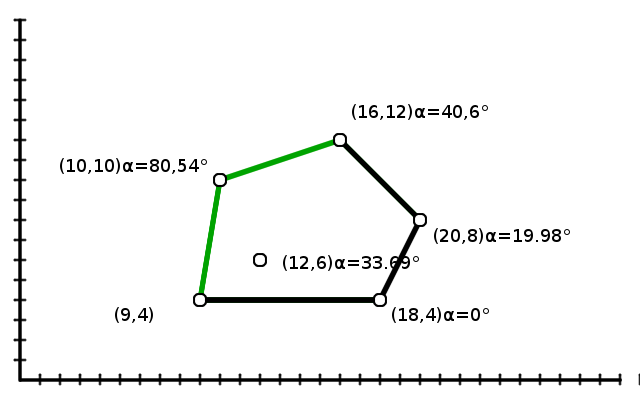 (16,12)α=40,6°
(10,10)α=80,54°
(20,8)α=19.98°
(12,6)α=33.69°
(9,4)
(18,4)α=0°